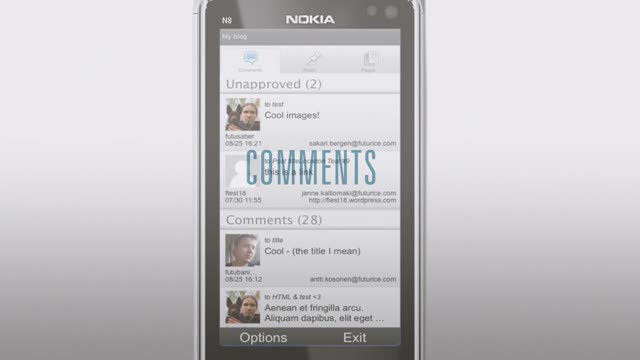 N8
NOKIA
My blog
Comments
Posts
Pages
Unapproved (2)
to test
Cool images!
futusaber
08/25 16:21
sakari.bergen@futurice.com
COMMENTS
to Post title Location Test #9
this is a link
ftest18
07/30 11:55
janne.kalliomaki@futurice.com
http://ftest18.wordpress.com
Comments (28)
to title
Cool - (the title I mean)
futubani...
08/25 16:12
antti.kosonen@futurice.com
to HTML & test <3
Aenean et fringilla arcu.
Aliquam dapibus, elit eget ...
Options
Exit